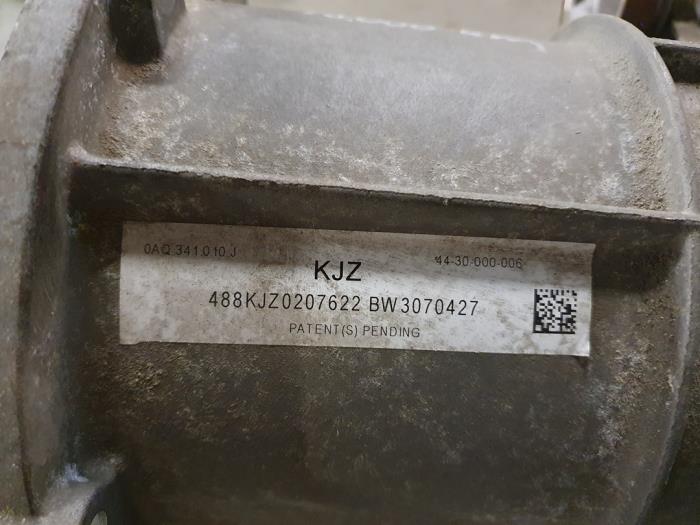 0AQ 341 010 J
44-30-000-006
KJZ
488KJZ0207622 BW3070427
PATENT(S) PENDING